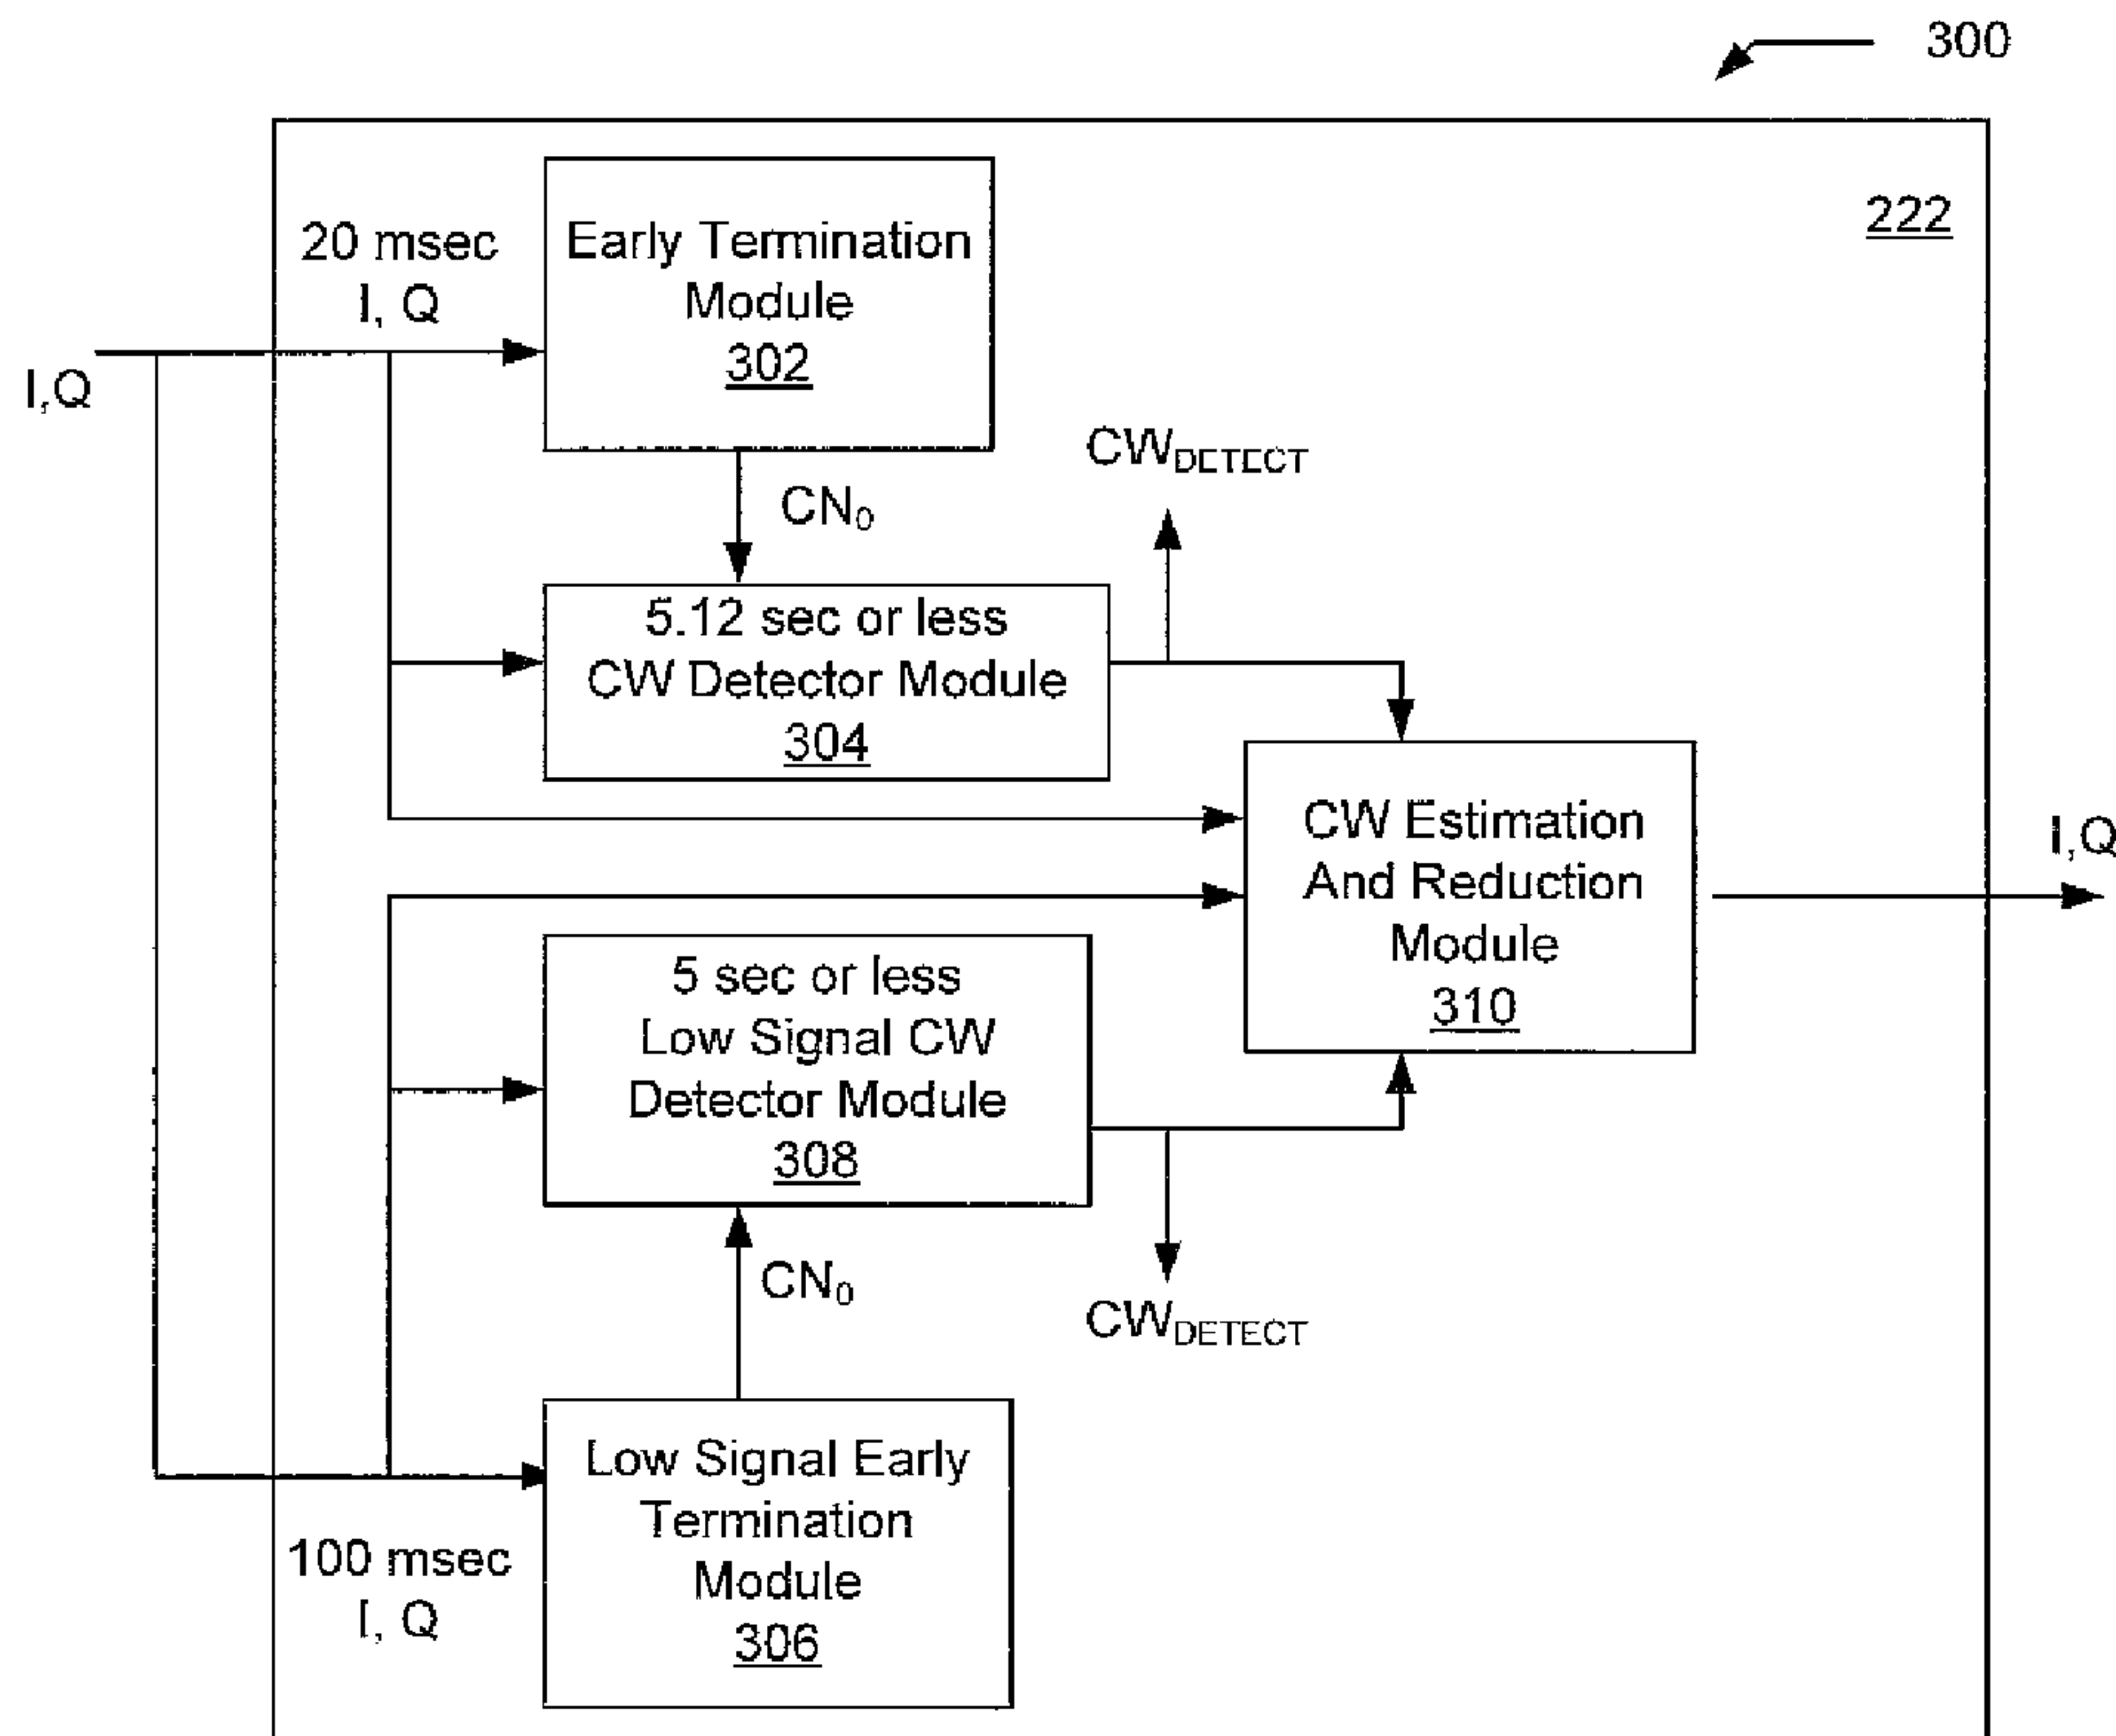 300
222
20 msec
I, Q
I,Q
Early Termination
Module
302
CN₀
CW_DETECT
5.12 sec or less
CW Detector Module
304
CW Estimation
And Reduction
Module
310
I,Q
5 sec or less
Low Signal CW
Detector Module
308
CN₀
CW_DETECT
Low Signal Early
Termination
Module
306
100 msec
I, Q